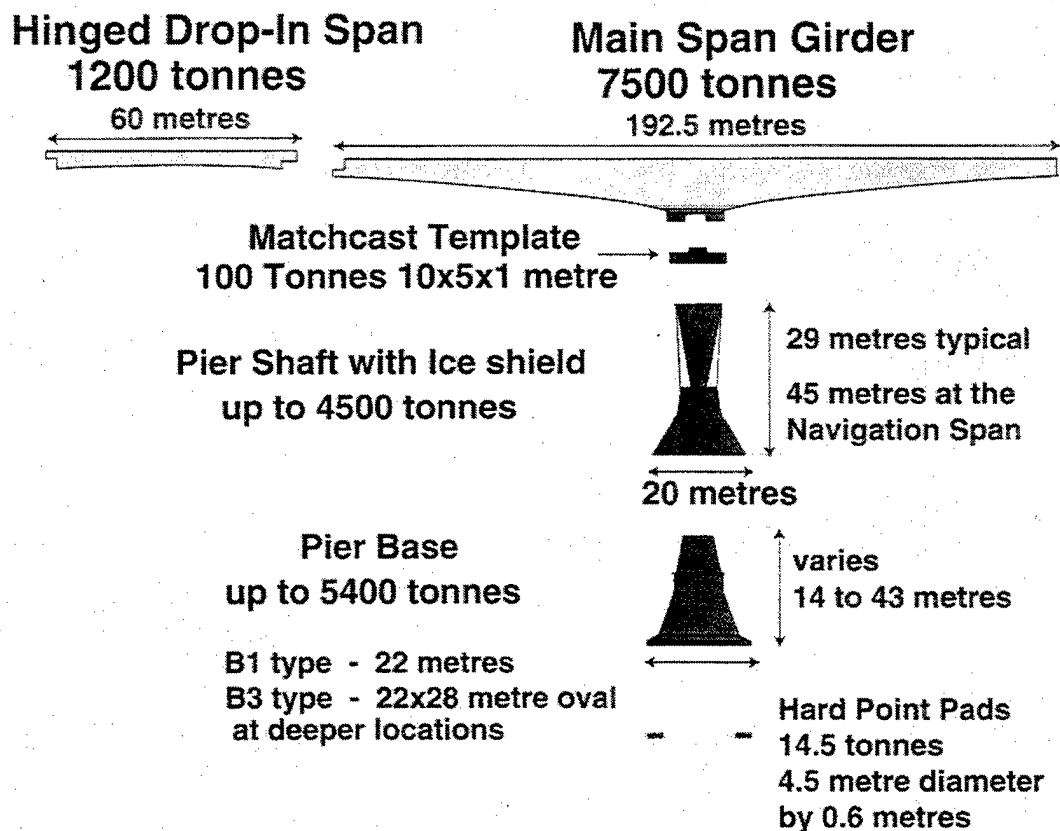 Hinged Drop-In Span
1200 tonnes
60 metres
Main Span Girder
7500 tonnes
192.5 metres
Matchcast Template
100 Tonnes 10x5x1 metre
Pier Shaft with Ice shield
up to 4500 tonnes
29 metres typical
45 metres at the
Navigation Span
20 metres
Pier Base
up to 5400 tonnes
varies
14 to 43 metres
B1 type - 22 metres
B3 type - 22x28 metre oval
at deeper locations
Hard Point Pads
14.5 tonnes
4.5 metre diameter
by 0.6 metres